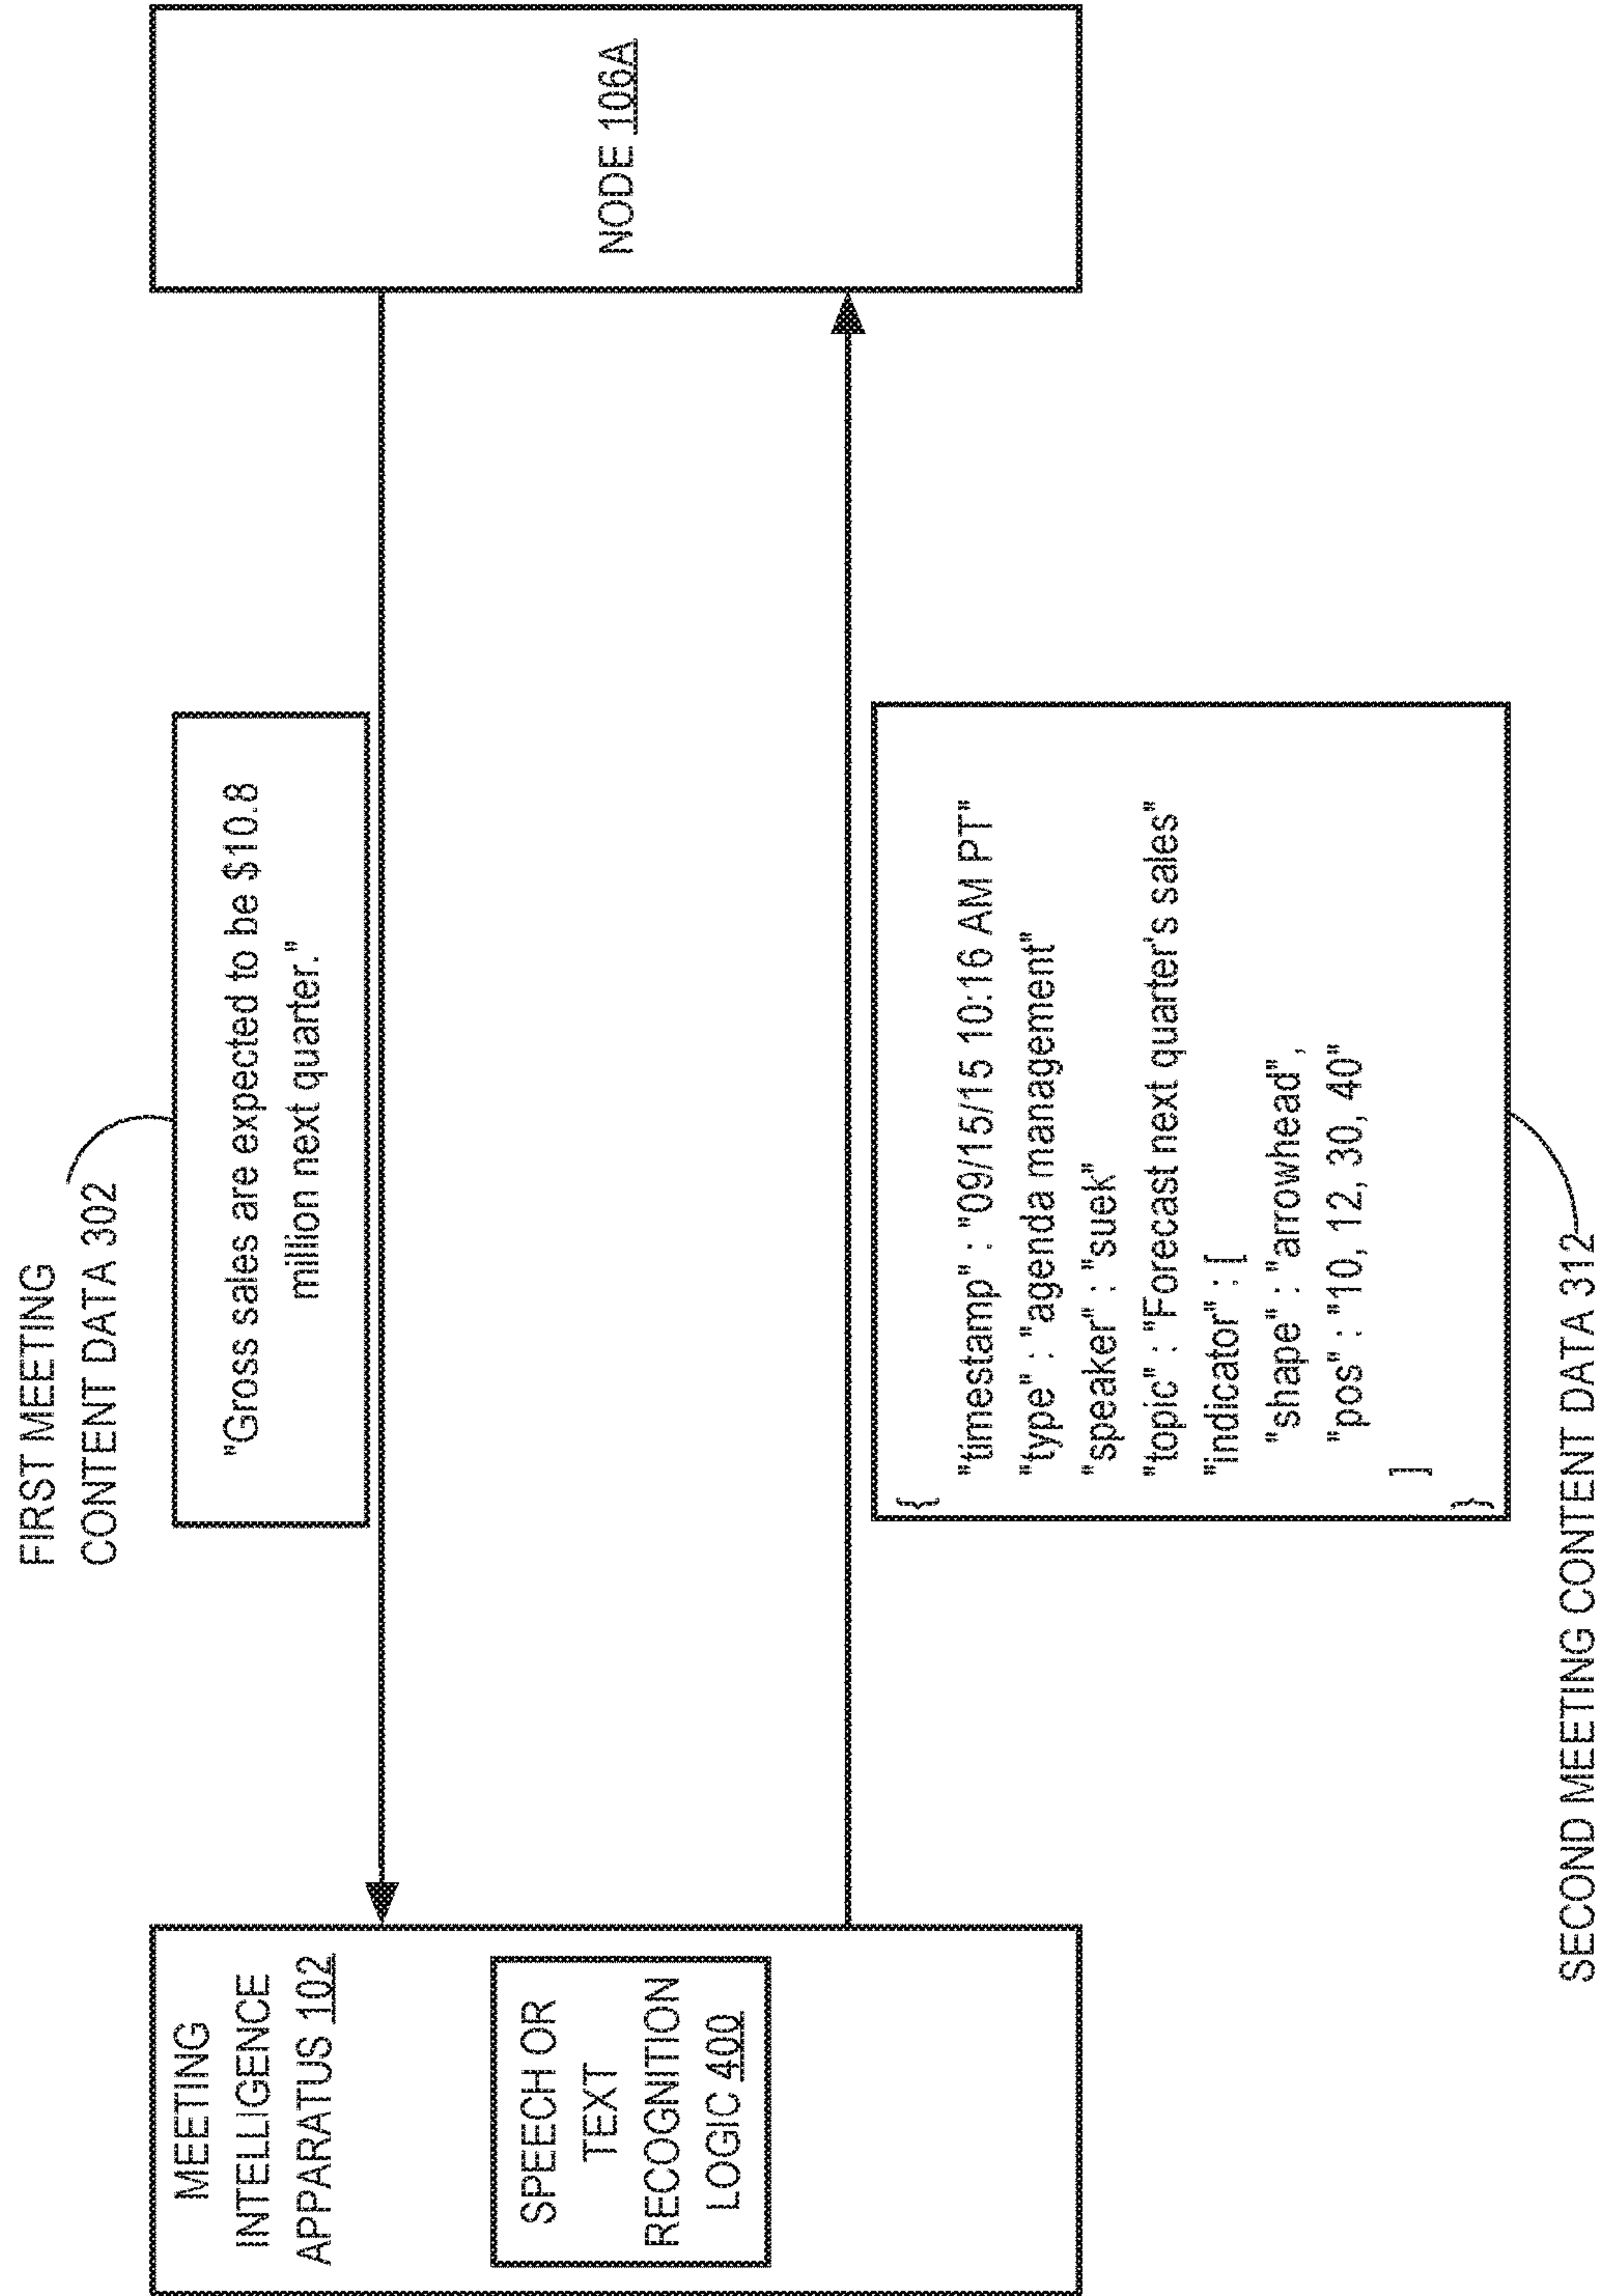 FIRST MEETING
CONTENT DATA 302
MEETING
INTELLIGENCE
APPARATUS 102
SPEECH OR
TEXT
RECOGNITION
LOGIC 400
"Gross sales are expected to be $10.8
million next quarter."
NODE 106A
{
"timestamp" : "09/15/15 10:16 AM PT"
"type" : "agenda management"
"speaker" : "suek"
"topic" : "Forecast next quarter's sales"
"indicator" : [
"shape" : "arrowhead",
"pos" : "10, 12, 30, 40"
]
}
SECOND MEETING CONTENT DATA 312